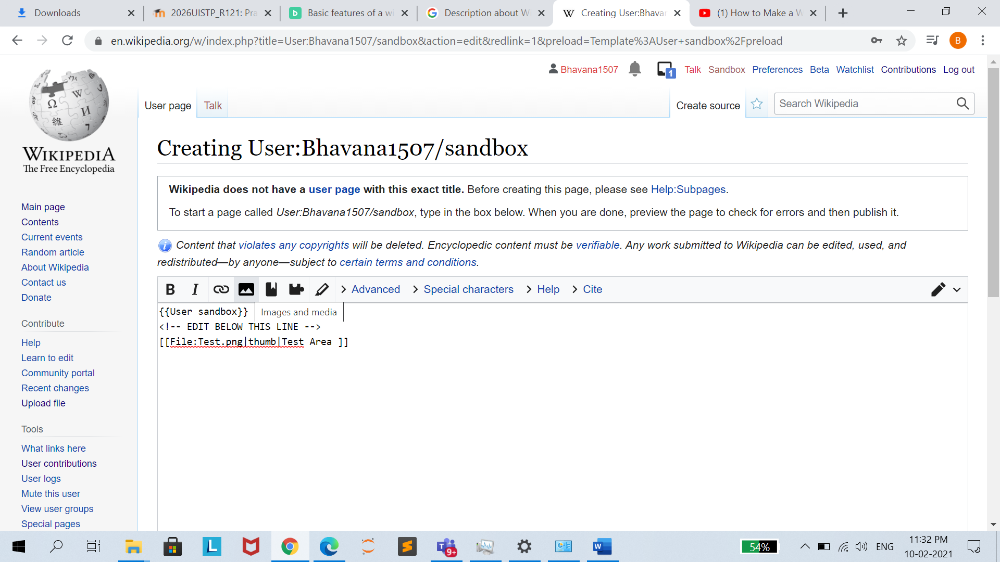 Downloads
2026UISTP_R121: Pra
Basic features of a wi
Description about W
Creating User:Bhavar
(1) How to Make a W
en.wikipedia.org/w/index.php?title=User:Bhavana1507/sandbox&action=edit&redlink=1&preload=Template%3AUser+sandbox%2Fpreload
B
Bhavana1507
1
Talk
Sandbox
Preferences
Beta
Watchlist
Contributions
Log out
User page
Talk
Create source
Search Wikipedia
WIKIPEDIA
The Free Encyclopedia
Creating User:Bhavana1507/sandbox
Wikipedia does not have a user page with this exact title. Before creating this page, please see Help:Subpages.
To start a page called User:Bhavana1507/sandbox, type in the box below. When you are done, preview the page to check for errors and then publish it.
Content that violates any copyrights will be deleted. Encyclopedic content must be verifiable. Any work submitted to Wikipedia can be edited, used, and
redistributed—by anyone—subject to certain terms and conditions.
B
I
Advanced
Special characters
Help
Cite
{{User sandbox}}
Images and media
<!-- EDIT BELOW THIS LINE -->
[[File:Test.png|thumb|Test Area ]]
Main page
Contents
Current events
Random article
About Wikipedia
Contact us
Donate
Contribute
Help
Learn to edit
Community portal
Recent changes
Upload file
Tools
What links here
User contributions
User logs
Mute this user
View user groups
Special pages
9+
54%
ENG
11:32 PM
10-02-2021